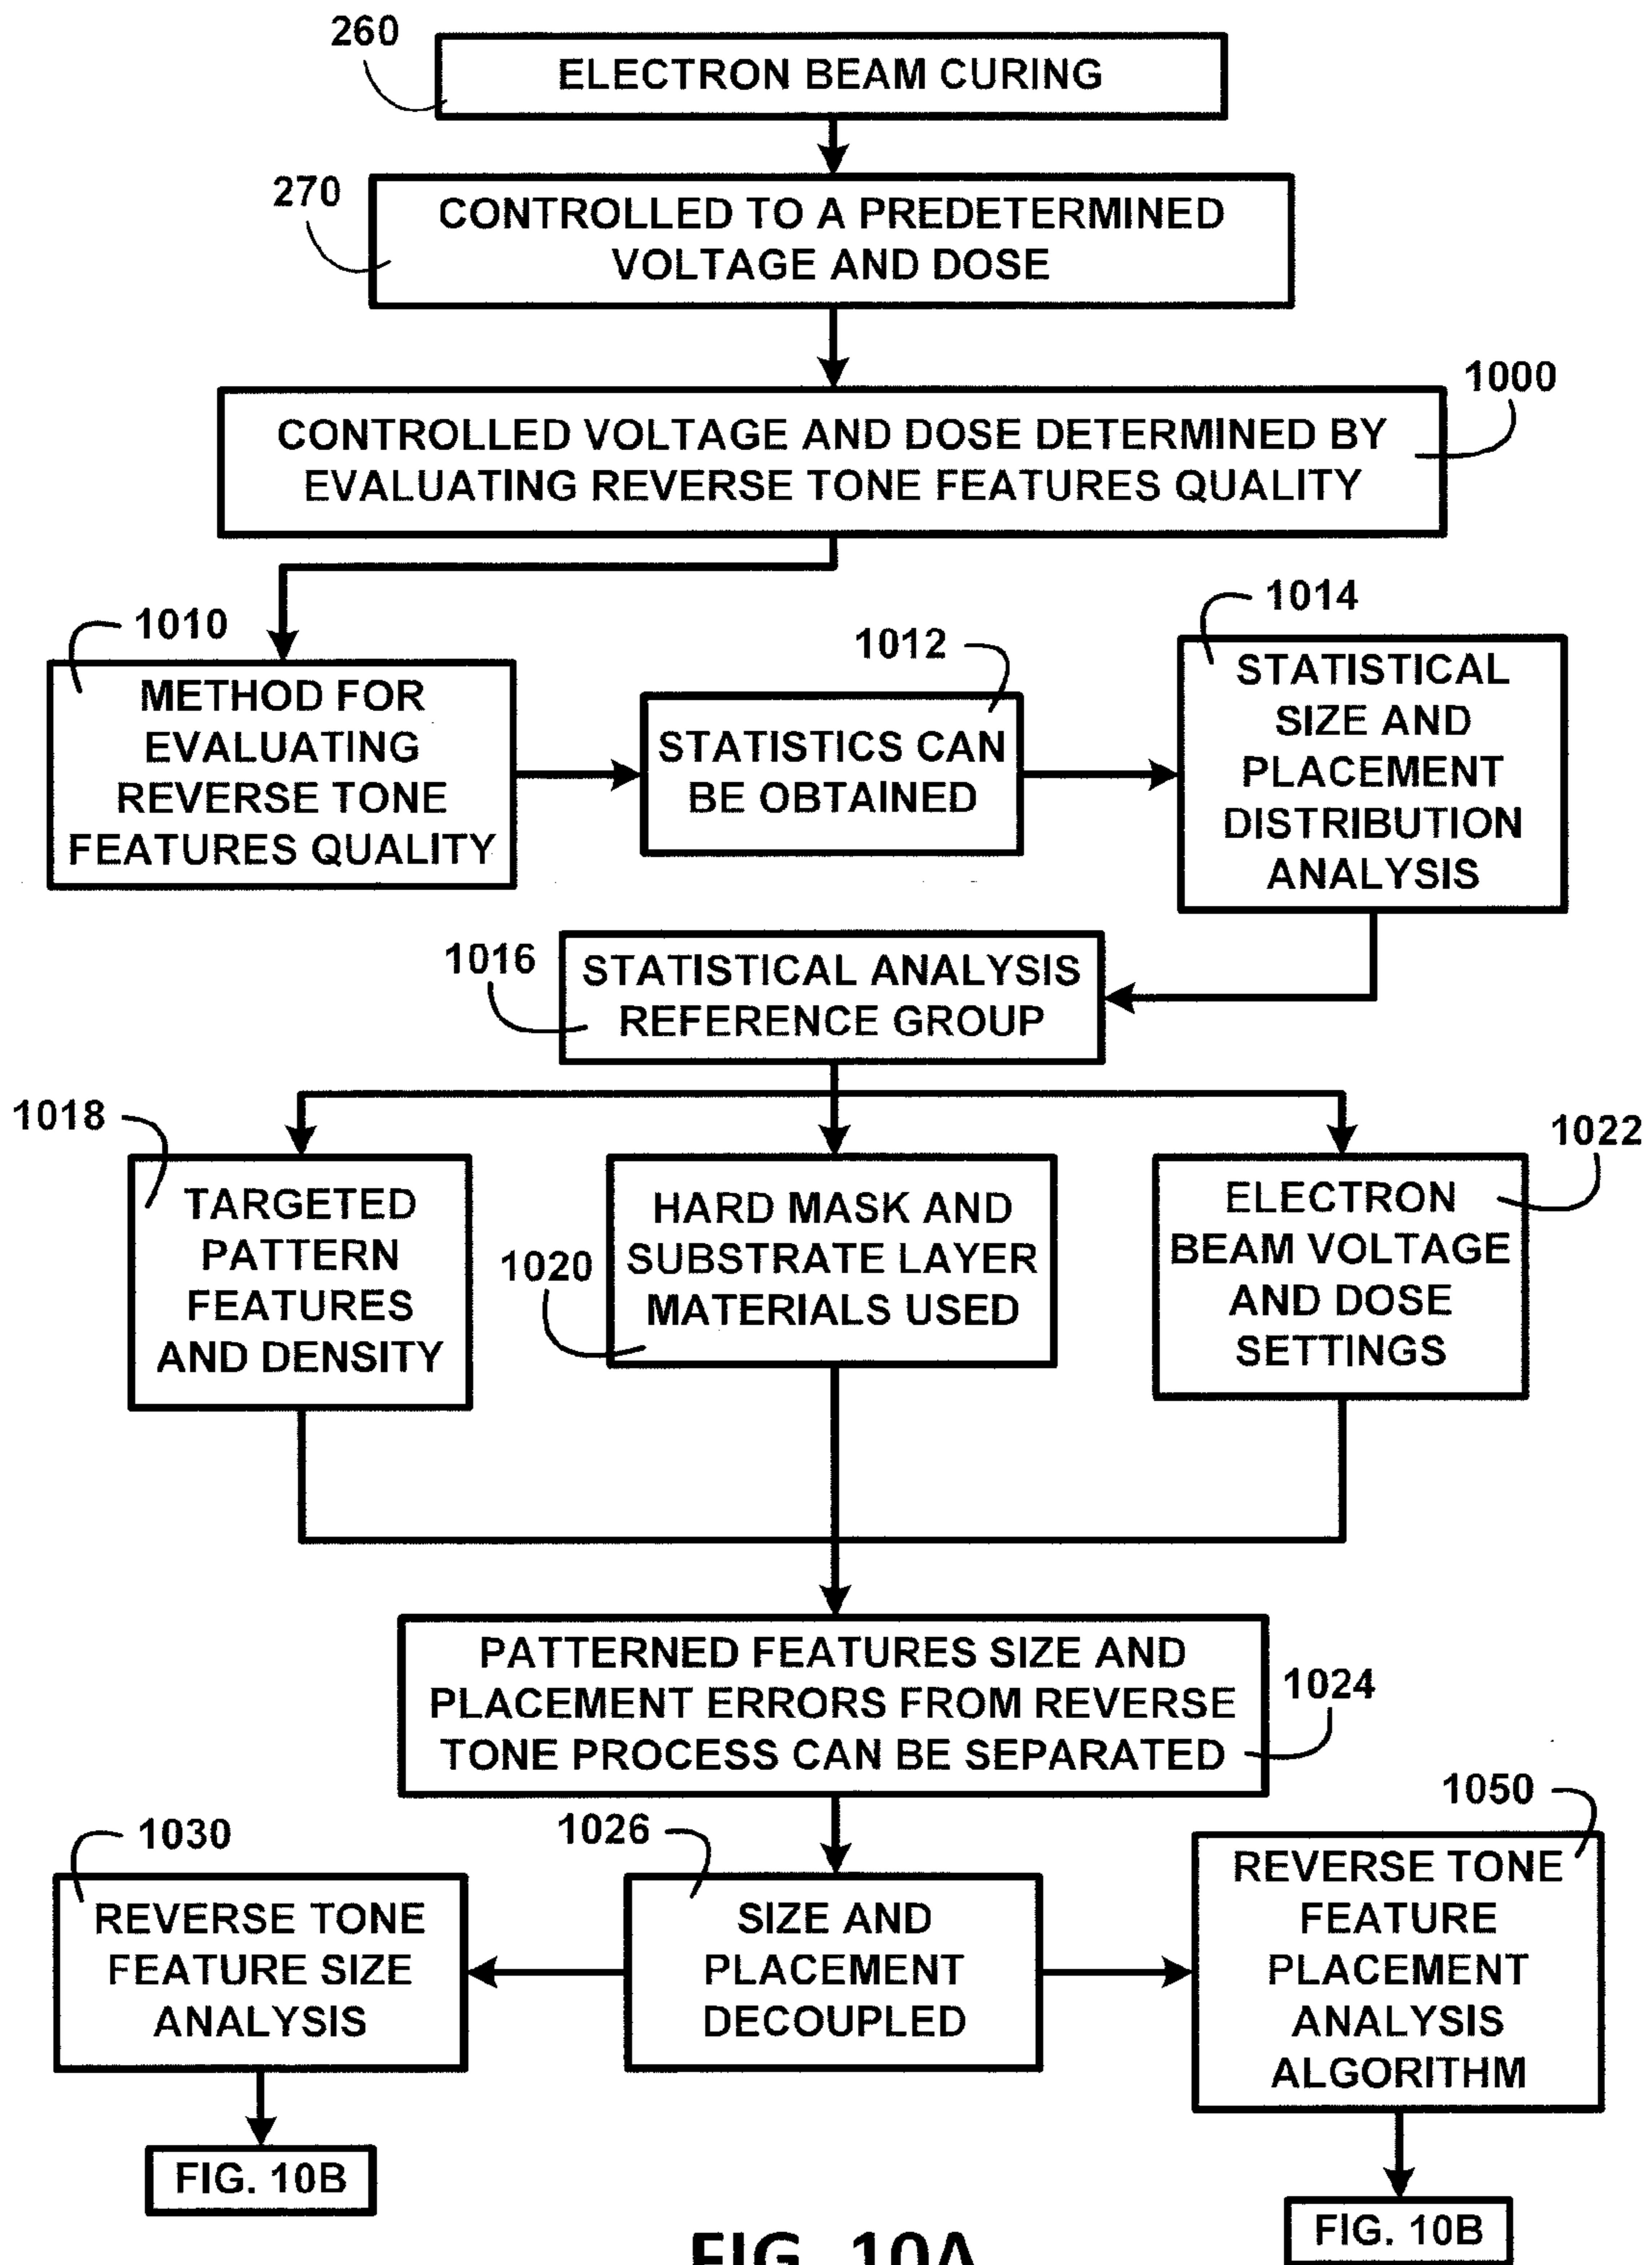 260
ELECTRON BEAM CURING
270
CONTROLLED TO A PREDETERMINED
VOLTAGE AND DOSE
1000
CONTROLLED VOLTAGE AND DOSE DETERMINED BY
EVALUATING REVERSE TONE FEATURES QUALITY
1010
METHOD FOR
EVALUATING
REVERSE TONE
FEATURES QUALITY
1012
STATISTICS CAN
BE OBTAINED
1014
STATISTICAL
SIZE AND
PLACEMENT
DISTRIBUTION
ANALYSIS
1016
STATISTICAL ANALYSIS
REFERENCE GROUP
1018
TARGETED
PATTERN
FEATURES
AND DENSITY
1020
HARD MASK AND
SUBSTRATE LAYER
MATERIALS USED
1022
ELECTRON
BEAM VOLTAGE
AND DOSE
SETTINGS
PATTERNED FEATURES SIZE AND
PLACEMENT ERRORS FROM REVERSE
TONE PROCESS CAN BE SEPARATED
1024
1030
REVERSE TONE
FEATURE SIZE
ANALYSIS
1026
SIZE AND
PLACEMENT
DECOUPLED
1050
REVERSE TONE
FEATURE
PLACEMENT
ANALYSIS
ALGORITHM
FIG. 10B
FIG. 10B
FIG. 10A